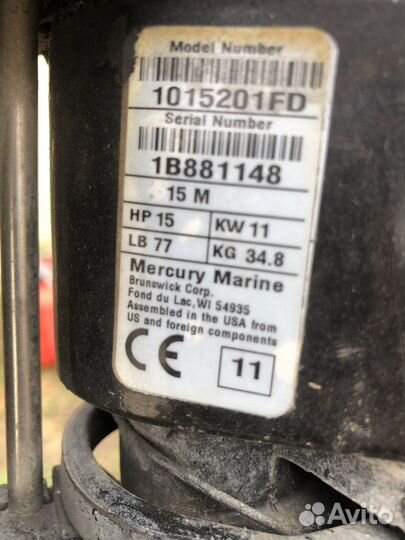 Model Number
1015201FD
Serial Number
1B881148
15 M
HP 15 KW 11
LB 77 KG 34.8
Mercury Marine
Brunswick Corp.
Fond du Lac, WI 54935
Assembled in the USA from
US and foreign components
CE 11
Avito